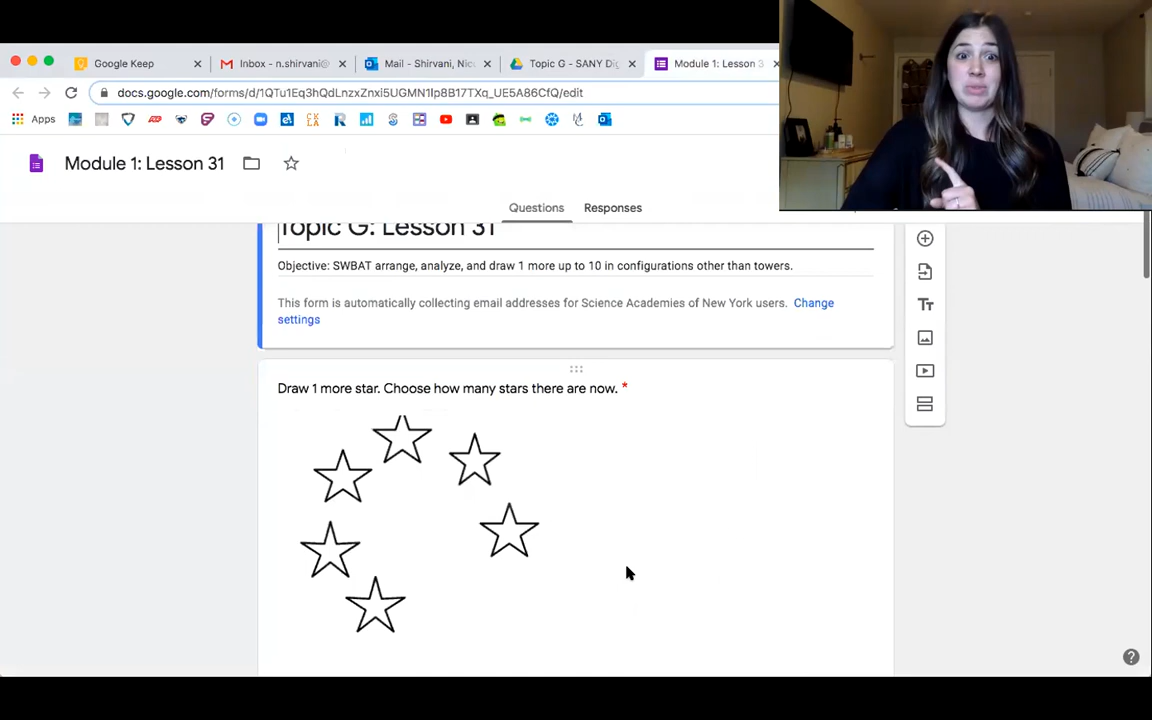 Google Keep
Inbox - n.shirvani@
Mail - Shirvani, Nic
Topic G - SANY Dig
Module 1: Lesson 3
docs.google.com/forms/d/1QTu1Eq3hQdLnzxZnxi5UGMN1Ip8B17TXq_UE5A86CfQ/edit
Apps
Module 1: Lesson 31
Questions
Responses
Topic G: Lesson 31
Objective: SWBAT arrange, analyze, and draw 1 more up to 10 in configurations other than towers.
This form is automatically collecting email addresses for Science Academies of New York users. Change
settings
Draw 1 more star. Choose how many stars there are now. *